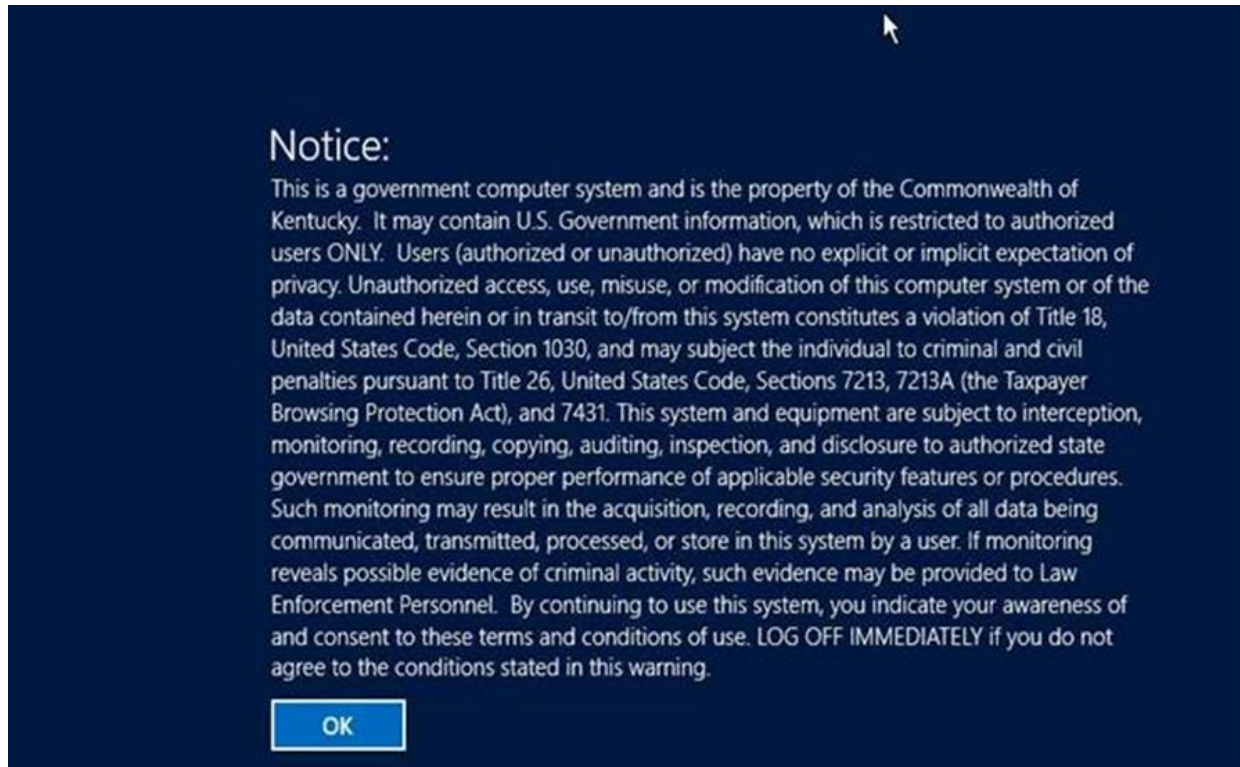 Notice:
This is a government computer system and is the property of the Commonwealth of
Kentucky.  It may contain U.S. Government information, which is restricted to authorized
users ONLY.  Users (authorized or unauthorized) have no explicit or implicit expectation of
privacy. Unauthorized access, use, misuse, or modification of this computer system or of the
data contained herein or in transit to/from this system constitutes a violation of Title 18,
United States Code, Section 1030, and may subject the individual to criminal and civil
penalties pursuant to Title 26, United States Code, Sections 7213, 7213A (the Taxpayer
Browsing Protection Act), and 7431. This system and equipment are subject to interception,
monitoring, recording, copying, auditing, inspection, and disclosure to authorized state
government to ensure proper performance of applicable security features or procedures.
Such monitoring may result in the acquisition, recording, and analysis of all data being
communicated, transmitted, processed, or store in this system by a user. If monitoring
reveals possible evidence of criminal activity, such evidence may be provided to Law
Enforcement Personnel.  By continuing to use this system, you indicate your awareness of
and consent to these terms and conditions of use. LOG OFF IMMEDIATELY if you do not
agree to the conditions stated in this warning.
OK